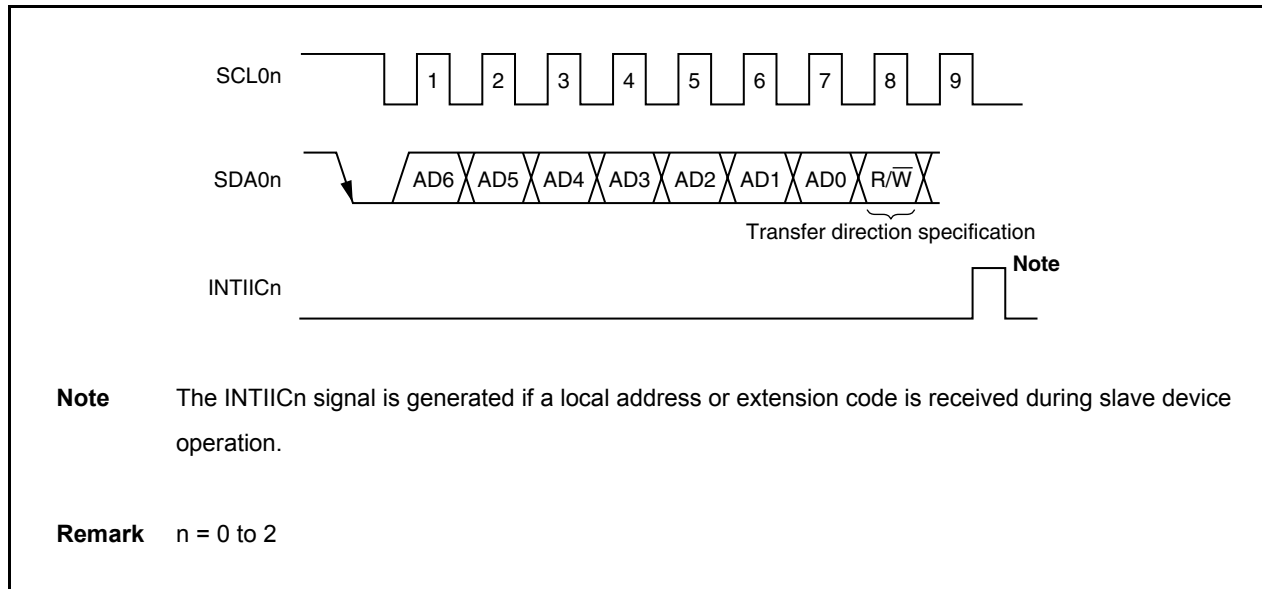 SCL0n 1 2 3 4 5 6 7 8 9
SDA0n AD6 AD5 AD4 AD3 AD2 AD1 AD0 R/W̅
Transfer direction specification
INTIICn Note
Note The INTIICn signal is generated if a local address or extension code is received during slave device
operation.
Remark n = 0 to 2